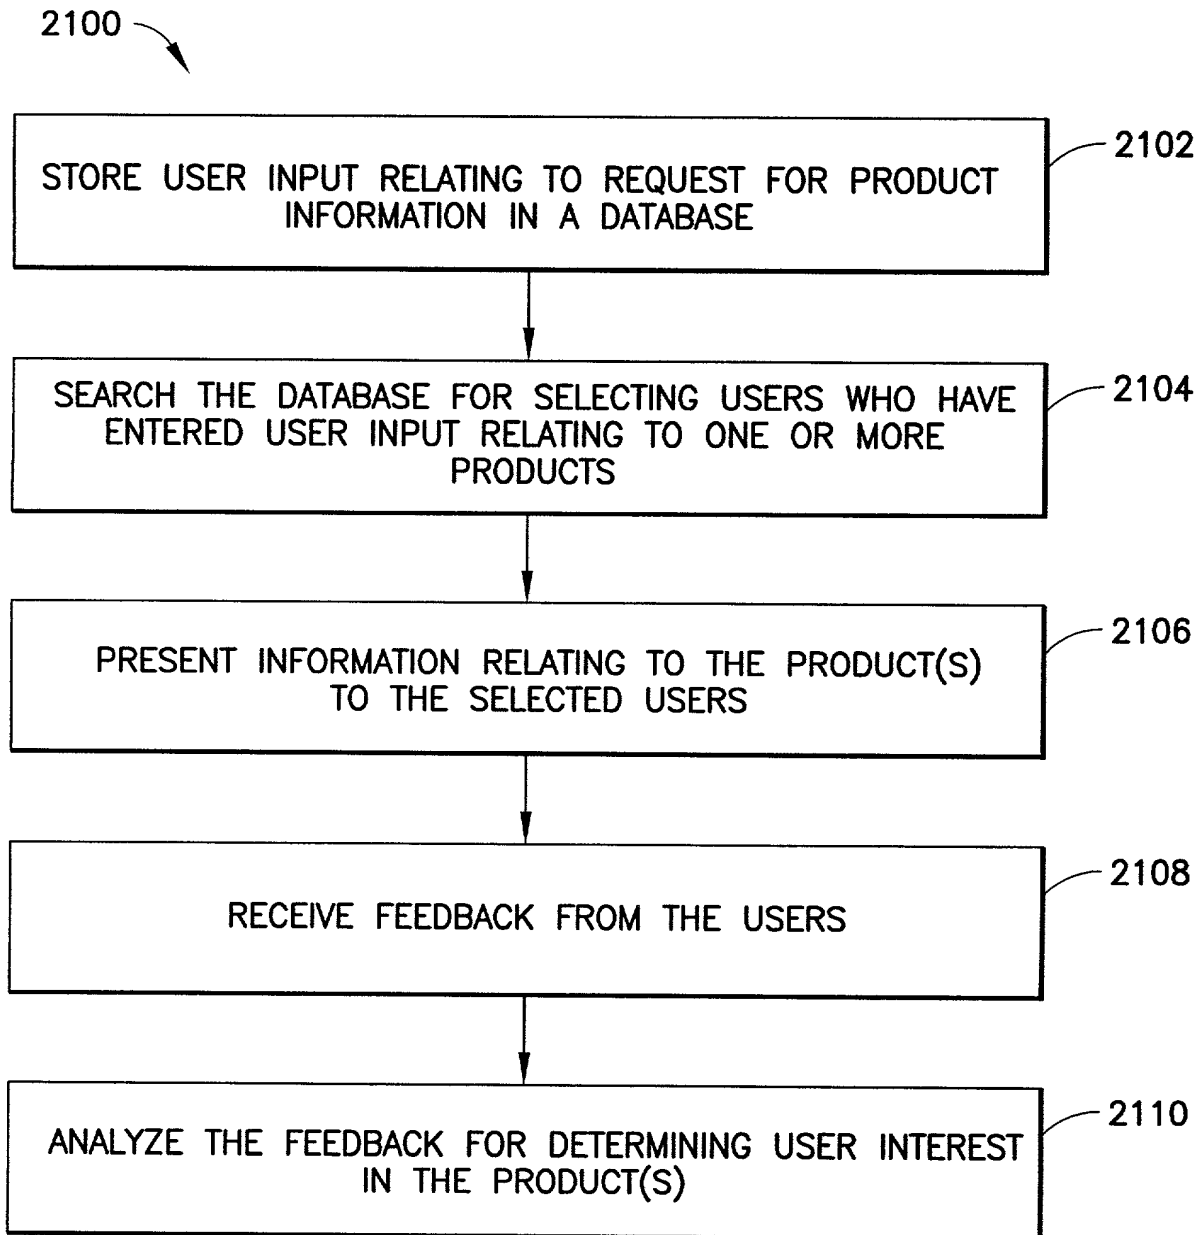 2100
STORE USER INPUT RELATING TO REQUEST FOR PRODUCT
INFORMATION IN A DATABASE
2102
SEARCH THE DATABASE FOR SELECTING USERS WHO HAVE
ENTERED USER INPUT RELATING TO ONE OR MORE
PRODUCTS
2104
PRESENT INFORMATION RELATING TO THE PRODUCT(S)
TO THE SELECTED USERS
2106
RECEIVE FEEDBACK FROM THE USERS
2108
ANALYZE THE FEEDBACK FOR DETERMINING USER INTEREST
IN THE PRODUCT(S)
2110